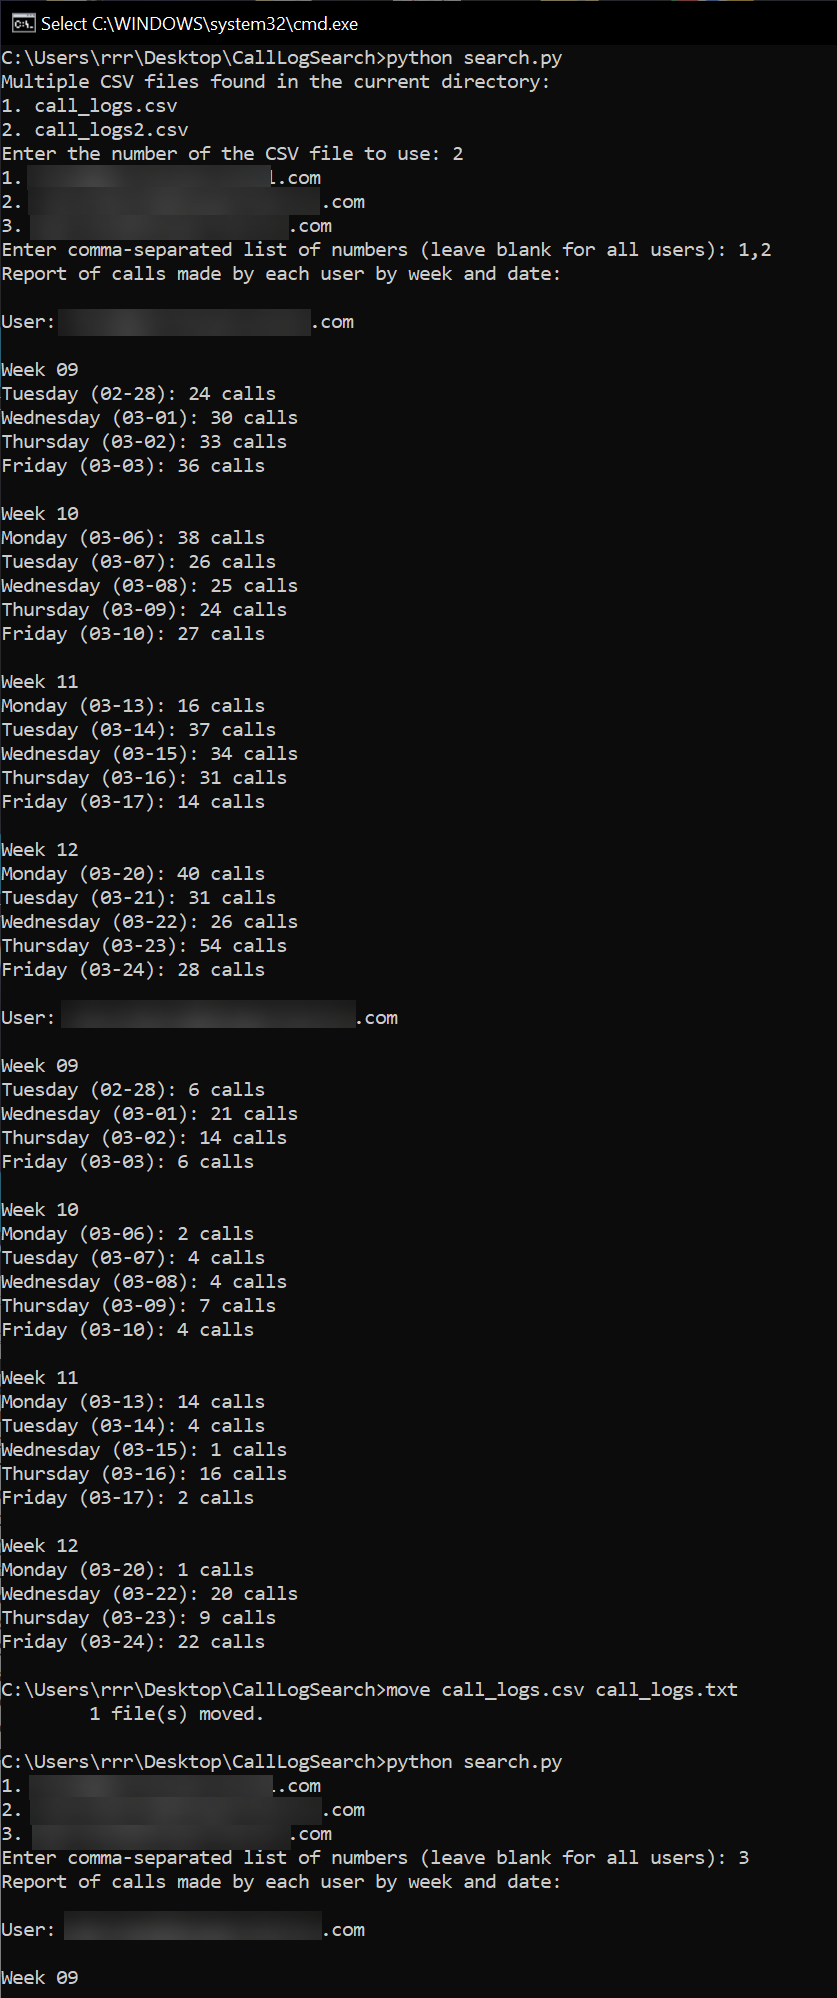 Select C:\WINDOWS\system32\cmd.exe
C:\Users\rrr\Desktop\CallLogSearch>python search.py
Multiple CSV files found in the current directory:
1. call_logs.csv
2. call_logs2.csv
Enter the number of the CSV file to use: 2
1. l.com
2. .com
3. .com
Enter comma-separated list of numbers (leave blank for all users): 1,2
Report of calls made by each user by week and date:
User: .com
Week 09
Tuesday (02-28): 24 calls
Wednesday (03-01): 30 calls
Thursday (03-02): 33 calls
Friday (03-03): 36 calls
Week 10
Monday (03-06): 38 calls
Tuesday (03-07): 26 calls
Wednesday (03-08): 25 calls
Thursday (03-09): 24 calls
Friday (03-10): 27 calls
Week 11
Monday (03-13): 16 calls
Tuesday (03-14): 37 calls
Wednesday (03-15): 34 calls
Thursday (03-16): 31 calls
Friday (03-17): 14 calls
Week 12
Monday (03-20): 40 calls
Tuesday (03-21): 31 calls
Wednesday (03-22): 26 calls
Thursday (03-23): 54 calls
Friday (03-24): 28 calls
User: .com
Week 09
Tuesday (02-28): 6 calls
Wednesday (03-01): 21 calls
Thursday (03-02): 14 calls
Friday (03-03): 6 calls
Week 10
Monday (03-06): 2 calls
Tuesday (03-07): 4 calls
Wednesday (03-08): 4 calls
Thursday (03-09): 7 calls
Friday (03-10): 4 calls
Week 11
Monday (03-13): 14 calls
Tuesday (03-14): 4 calls
Wednesday (03-15): 1 calls
Thursday (03-16): 16 calls
Friday (03-17): 2 calls
Week 12
Monday (03-20): 1 calls
Wednesday (03-22): 20 calls
Thursday (03-23): 9 calls
Friday (03-24): 22 calls
C:\Users\rrr\Desktop\CallLogSearch>move call_logs.csv call_logs.txt
1 file(s) moved.
C:\Users\rrr\Desktop\CallLogSearch>python search.py
1. .com
2. .com
3. .com
Enter comma-separated list of numbers (leave blank for all users): 3
Report of calls made by each user by week and date:
User: .com
Week 09